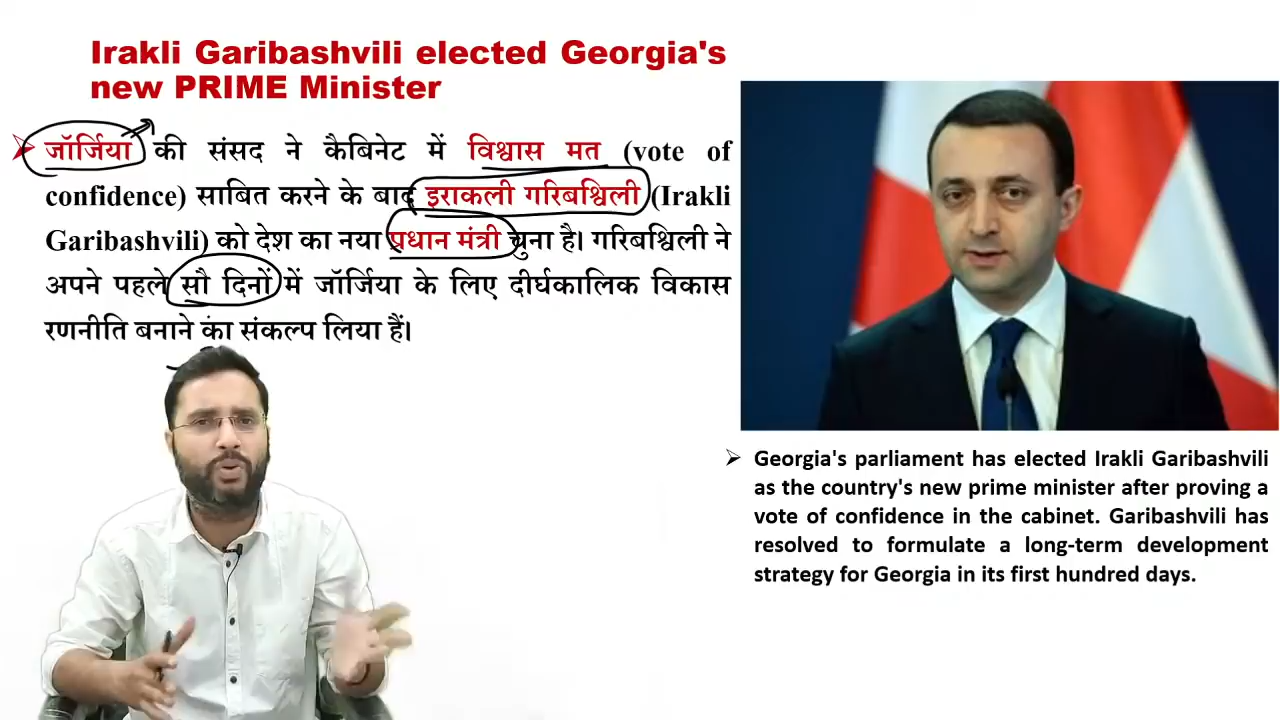 Irakli Garibashvili elected Georgia's
new PRIME Minister
जॉर्जिया की संसद ने कैबिनेट में विश्वास मत (vote of
confidence) साबित करने के बाद इराकली गरिबश्विली (Irakli
Garibashvili) को देश का नया प्रधान मंत्री चुना है। गरिबश्विली ने
अपने पहले सौ दिनों में जॉर्जिया के लिए दीर्घकालिक विकास
रणनीति बनाने का संकल्प लिया हैं।
Georgia's parliament has elected Irakli Garibashvili
as the country's new prime minister after proving a
vote of confidence in the cabinet. Garibashvili has
resolved to formulate a long-term development
strategy for Georgia in its first hundred days.